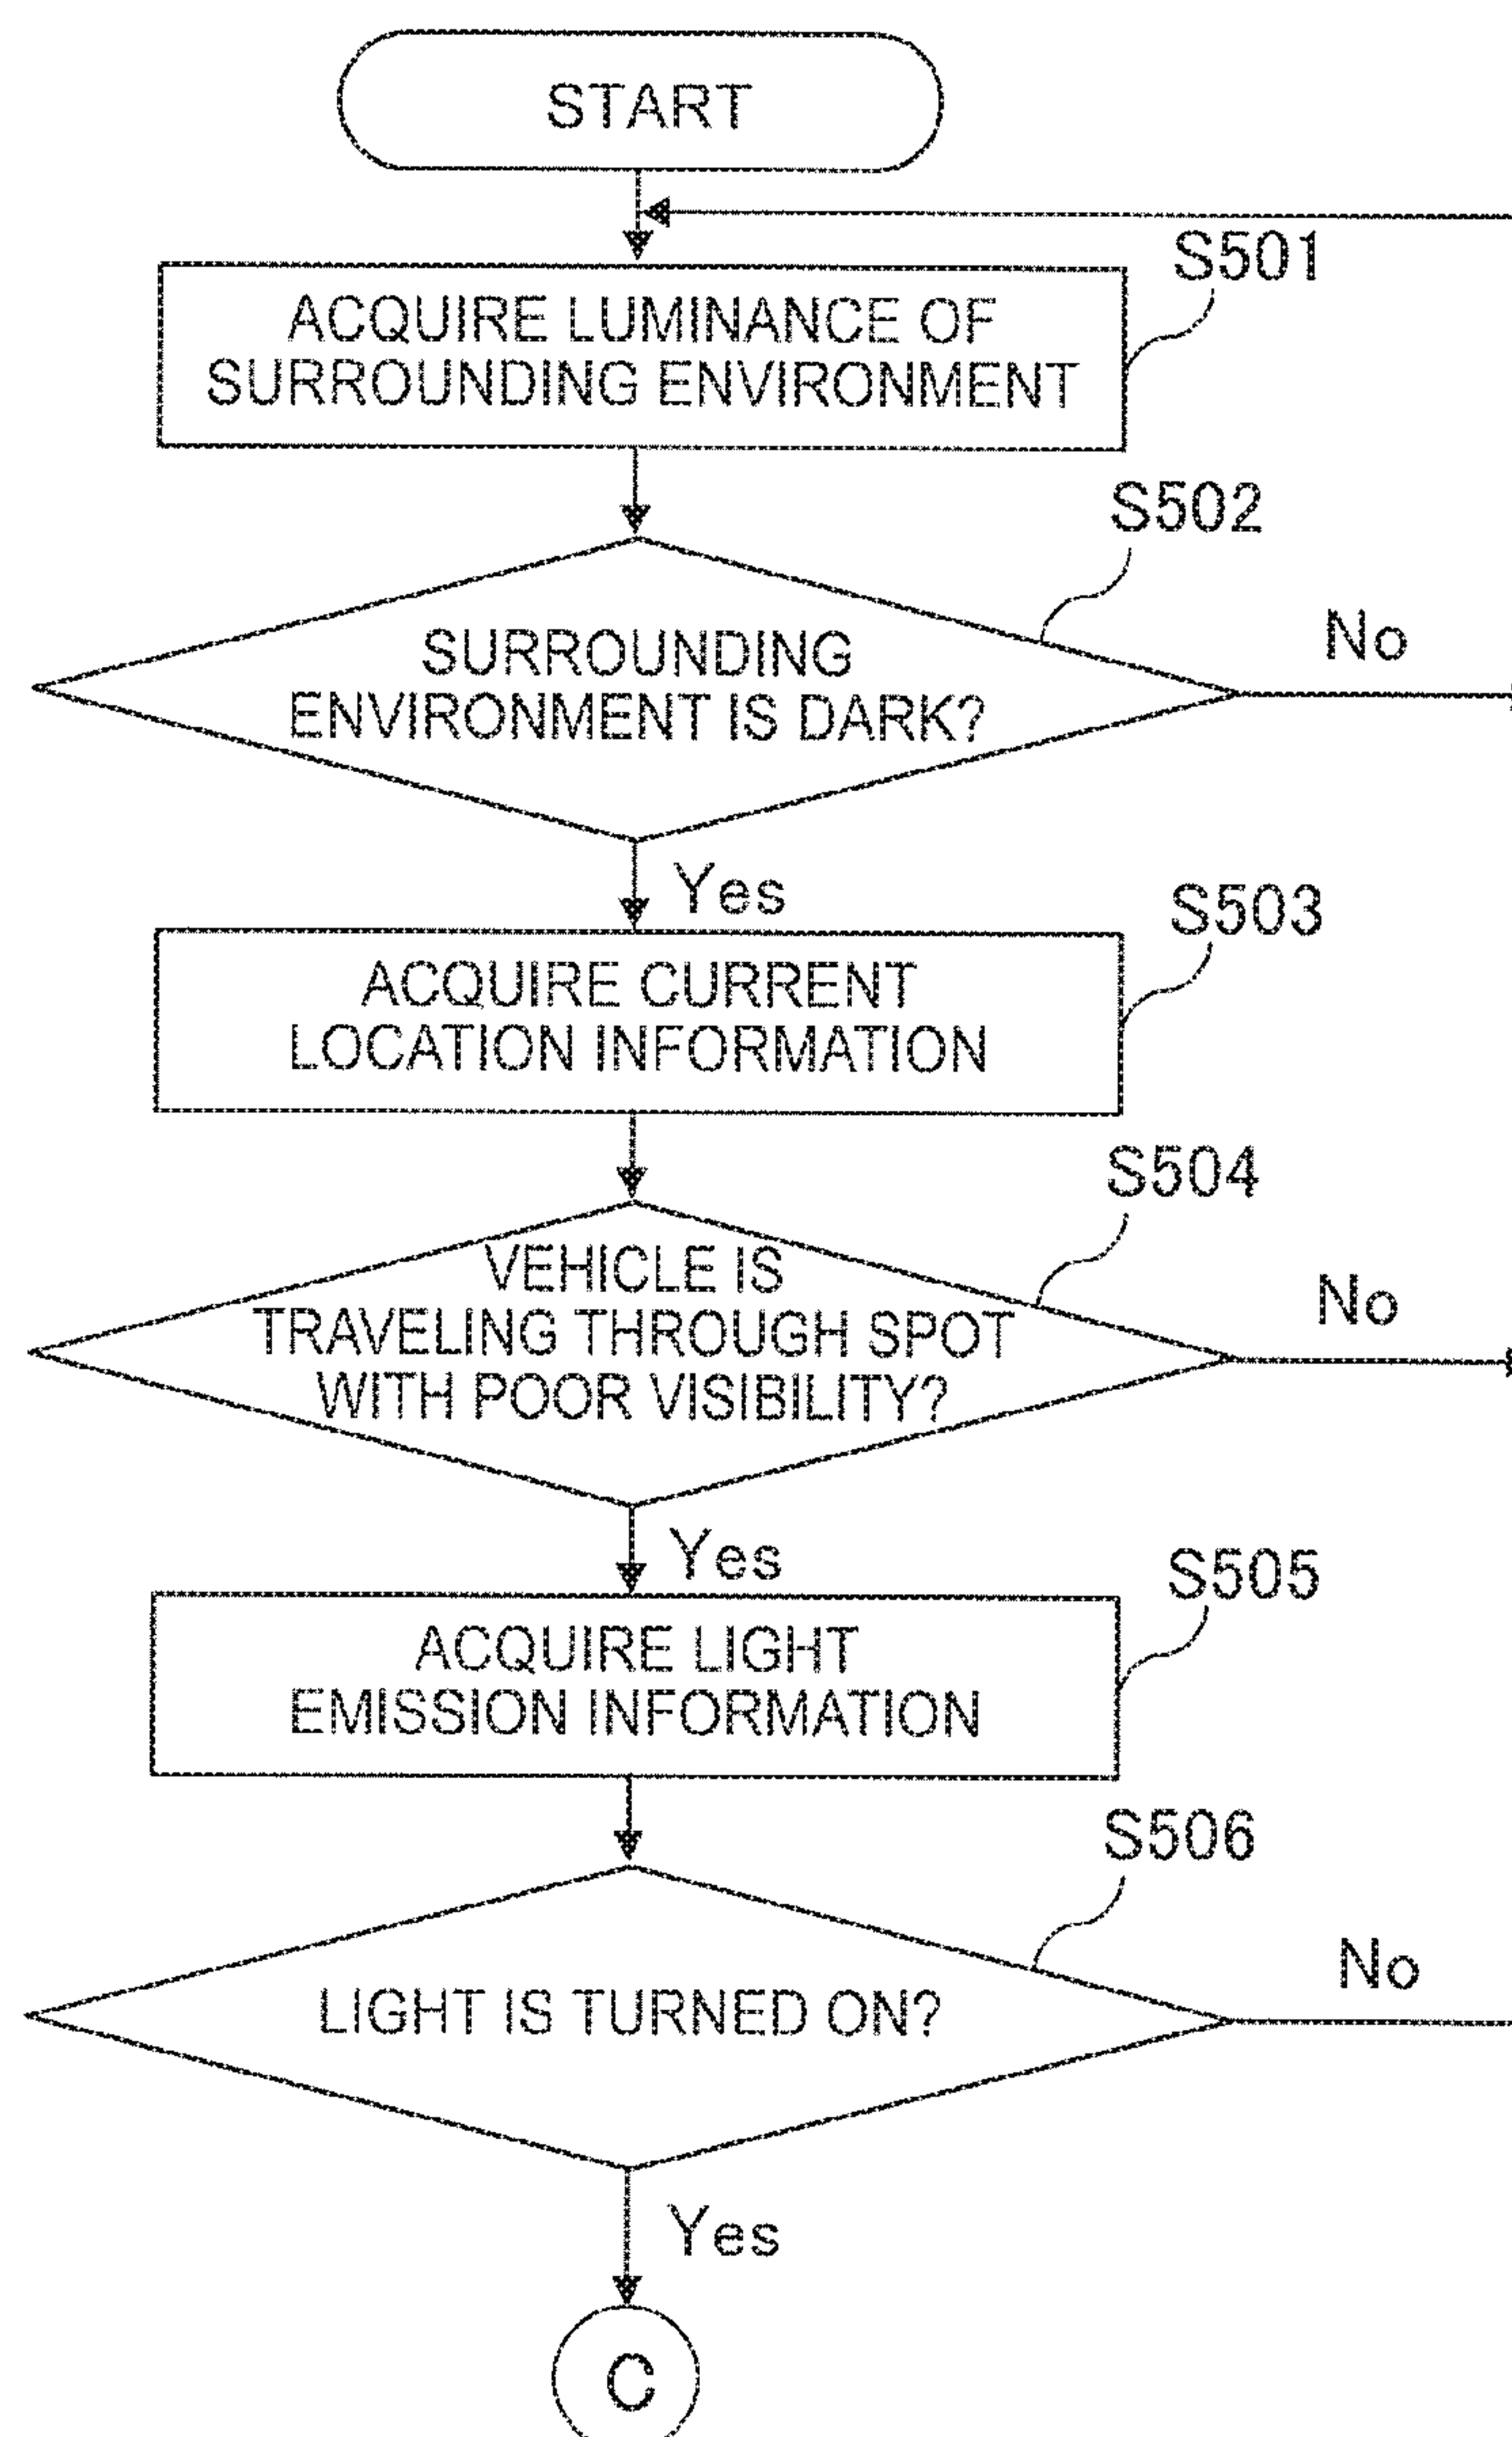 START
S501
ACQUIRE LUMINANCE OF
SURROUNDING ENVIRONMENT
S502
SURROUNDING
ENVIRONMENT IS DARK?
No
Yes
S503
ACQUIRE CURRENT
LOCATION INFORMATION
S504
VEHICLE IS
TRAVELING THROUGH SPOT
WITH POOR VISIBILITY?
No
Yes
S505
ACQUIRE LIGHT
EMISSION INFORMATION
S506
LIGHT IS TURNED ON?
No
Yes
C